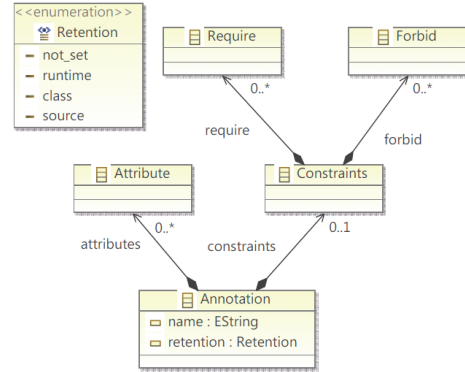 <<enumeration>>
Retention
not_set
runtime
class
source
Require
Forbid
0..*
0..*
require
forbid
Attribute
Constraints
0..*
0..1
attributes
constraints
Annotation
name : EString
retention : Retention